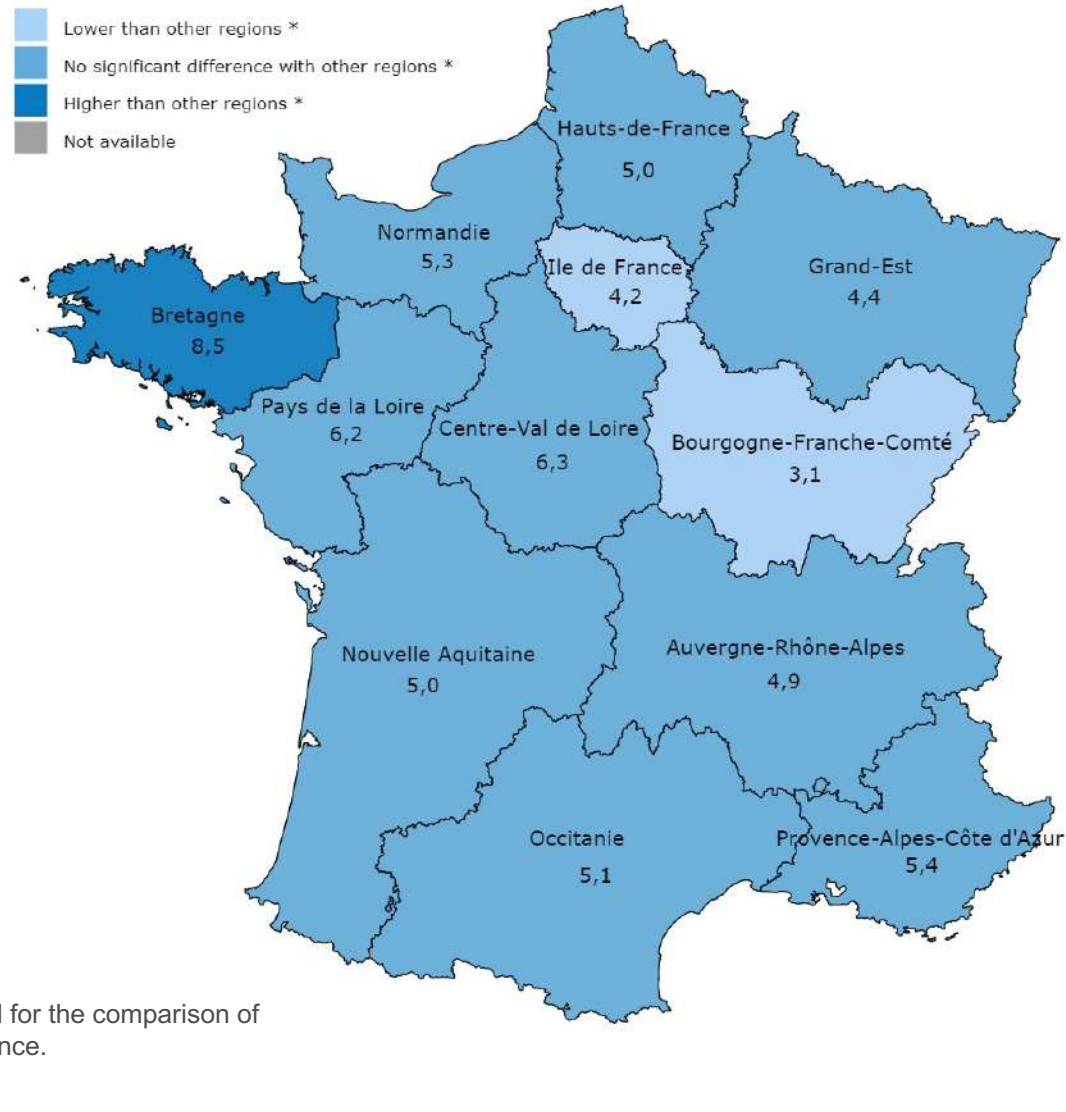 Lower than other regions *
No significant difference with other regions *
Higher than other regions *
Not available
Hauts-de-France
5,0
Normandie
5,3
Ile de France
4,2
Grand-Est
4,4
Bretagne
8,5
Pays de la Loire
6,2
Centre-Val de Loire
6,3
Bourgogne-Franche-Comté
3,1
Nouvelle Aquitaine
5,0
Auvergne-Rhône-Alpes
4,9
Occitanie
5,1
Provence-Alpes-Côte d'Azur
5,4
for the comparison of